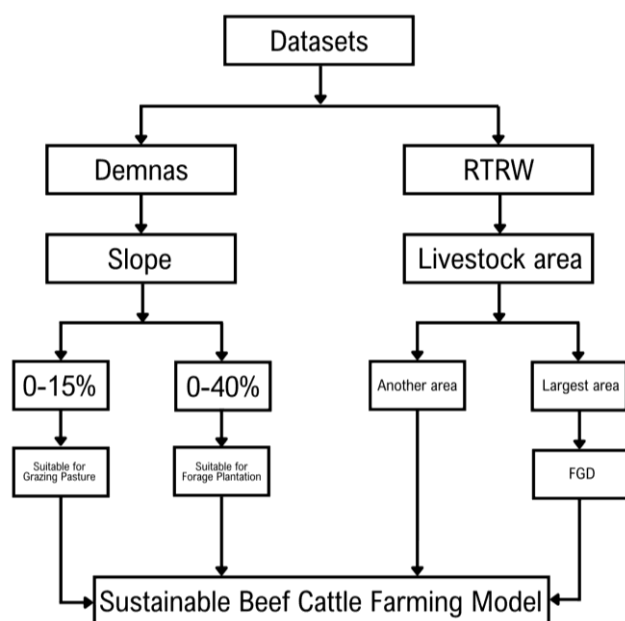 Datasets
Demnas
RTRW
Slope
Livestock area
0-15%
0-40%
Another area
Largest area
Suitable for
Grazing Pasture
Suitable for
Forage Plantation
FGD
Sustainable Beef Cattle Farming Model